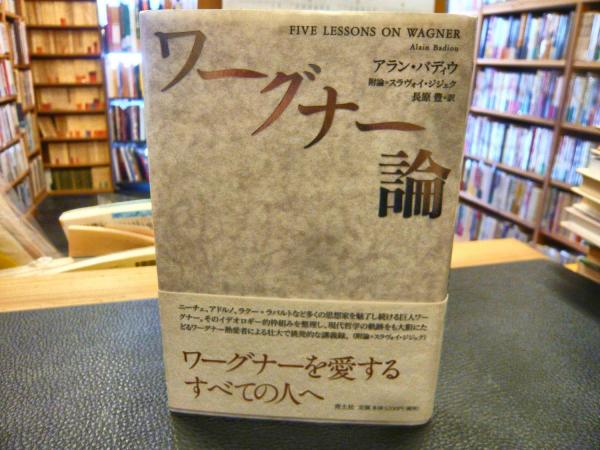 FIVE LESSONS ON WAGNER
Alain Badiou
ワーグナー論
アラン・バディウ
附論=スラヴォイ・ジジェク
長原 豊・訳
ニーチェ、アドルノ、ラクー=ラバルトなど多くの思想家を魅了し続ける巨人ワー
グナー。そのイデオロギー的枠組みを整理し、現代哲学の軌跡をも大胆にた
どるワーグナー熱愛者による壮大で挑発的な講義録。(附論=スラヴォイ・ジジェク)
ワーグナーを愛する
すべての人へ
青土社 定価